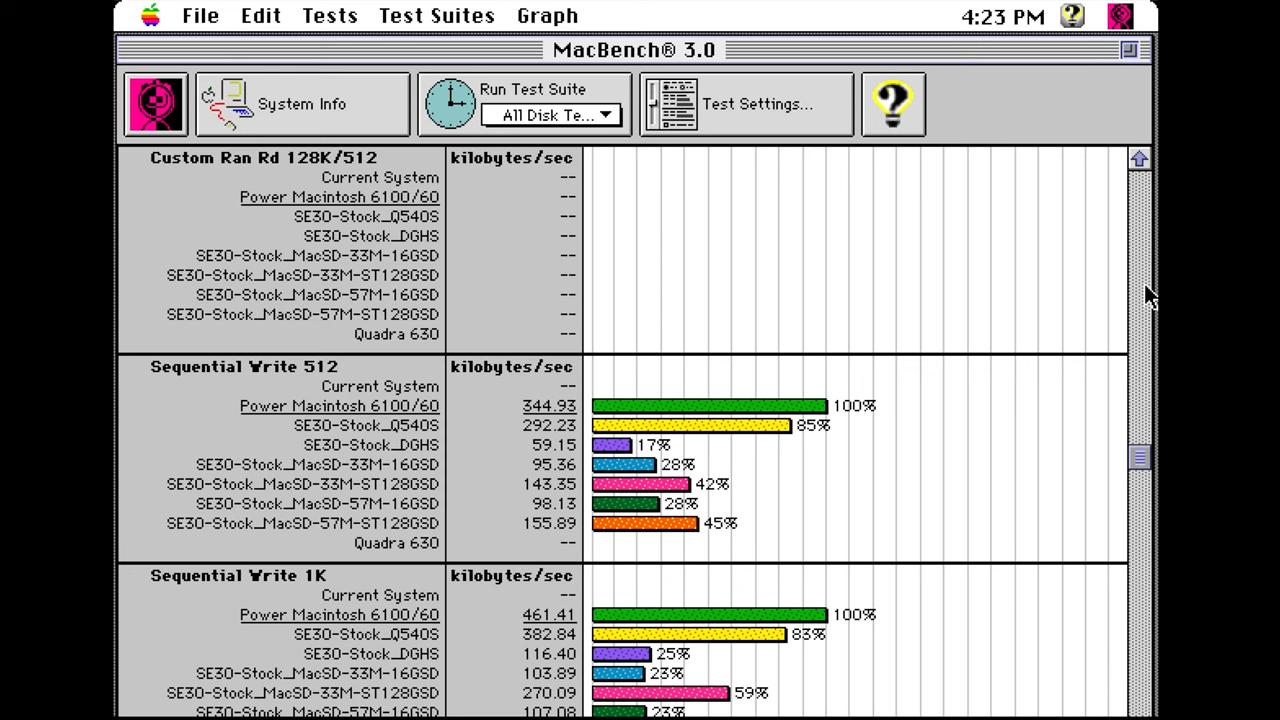 File Edit Tests Test Suites Graph 4:23 PM
MacBench® 3.0
System Info
Run Test Suite
All Disk Te...
Test Settings...
Custom Ran Rd 128K/512 kilobytes/sec
Current System --
Power Macintosh 6100/60 --
SE30-Stock_Q540S --
SE30-Stock_DGHS --
SE30-Stock_MacSD-33M-16GSD --
SE30-Stock_MacSD-33M-ST128GSD --
SE30-Stock_MacSD-57M-16GSD --
SE30-Stock_MacSD-57M-ST128GSD --
Quadra 630 --
Sequential Write 512 kilobytes/sec
Current System --
Power Macintosh 6100/60 344.93 100%
SE30-Stock_Q540S 292.23 85%
SE30-Stock_DGHS 59.15 17%
SE30-Stock_MacSD-33M-16GSD 95.36 28%
SE30-Stock_MacSD-33M-ST128GSD 143.35 42%
SE30-Stock_MacSD-57M-16GSD 98.13 28%
SE30-Stock_MacSD-57M-ST128GSD 155.89 45%
Quadra 630 --
Sequential Write 1K kilobytes/sec
Current System --
Power Macintosh 6100/60 461.41 100%
SE30-Stock_Q540S 382.84 83%
SE30-Stock_DGHS 116.40 25%
SE30-Stock_MacSD-33M-16GSD 103.89 23%
SE30-Stock_MacSD-33M-ST128GSD 270.09 59%
SE30-Stock_MacSD-57M-16GSD 107.08 23%